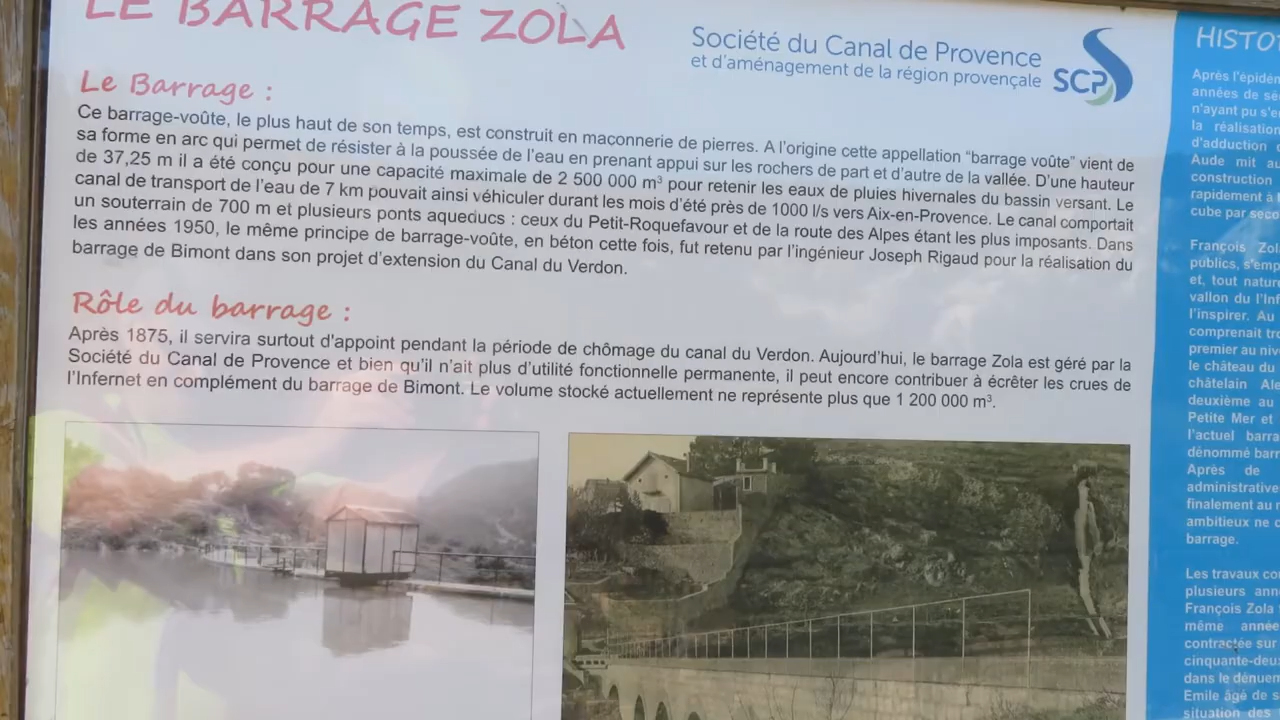 LE BARRAGE ZOLA
Société du Canal de Provence
et d'aménagement de la région provençale
SCP
Le Barrage :
Ce barrage-voûte, le plus haut de son temps, est construit en maçonnerie de pierres. A l'origine cette appellation "barrage voûte" vient de
sa forme en arc qui permet de résister à la poussée de l'eau en prenant appui sur les rochers de part et d'autre de la vallée. D'une hauteur
de 37,25 m il a été conçu pour une capacité maximale de 2 500 000 m³ pour retenir les eaux de pluies hivernales du bassin versant. Le
canal de transport de l'eau de 7 km pouvait ainsi véhiculer durant les mois d'été près de 1000 l/s vers Aix-en-Provence. Le canal comportait
un souterrain de 700 m et plusieurs ponts aqueducs : ceux du Petit-Roquefavour et de la route des Alpes étant les plus imposants. Dans
les années 1950, le même principe de barrage-voûte, en béton cette fois, fut retenu par l'ingénieur Joseph Rigaud pour la réalisation du
barrage de Bimont dans son projet d'extension du Canal du Verdon.
Rôle du barrage :
Après 1875, il servira surtout d'appoint pendant la période de chômage du canal du Verdon. Aujourd'hui, le barrage Zola est géré par la
Société du Canal de Provence et bien qu'il n'ait plus d'utilité fonctionnelle permanente, il peut encore contribuer à écrêter les crues de
l'Infernet en complément du barrage de Bimont. Le volume stocké actuellement ne représente plus que 1 200 000 m³.
HISTO
Après l'épidém
années de sé
n'ayant pu s'e
la réalisation
d'adduction
Aude mit au
construction
rapidement à l
cube par seco
François Zol
publics, s'emp
et, tout nature
vallon du l'Inf
l'inspirer. Au
comprenait tro
premier au niv
le château du
châtelain Ale
deuxième au
Petite Mer et
l'actuel barra
dénommé barr
Après de
administrative
finalement au
ambitieux ne
barrage.
Les travaux co
plusieurs ann
François Zola
même année
contractée sur
cinquante-deu
dans le dénuem
Emile âgé de s
situation des